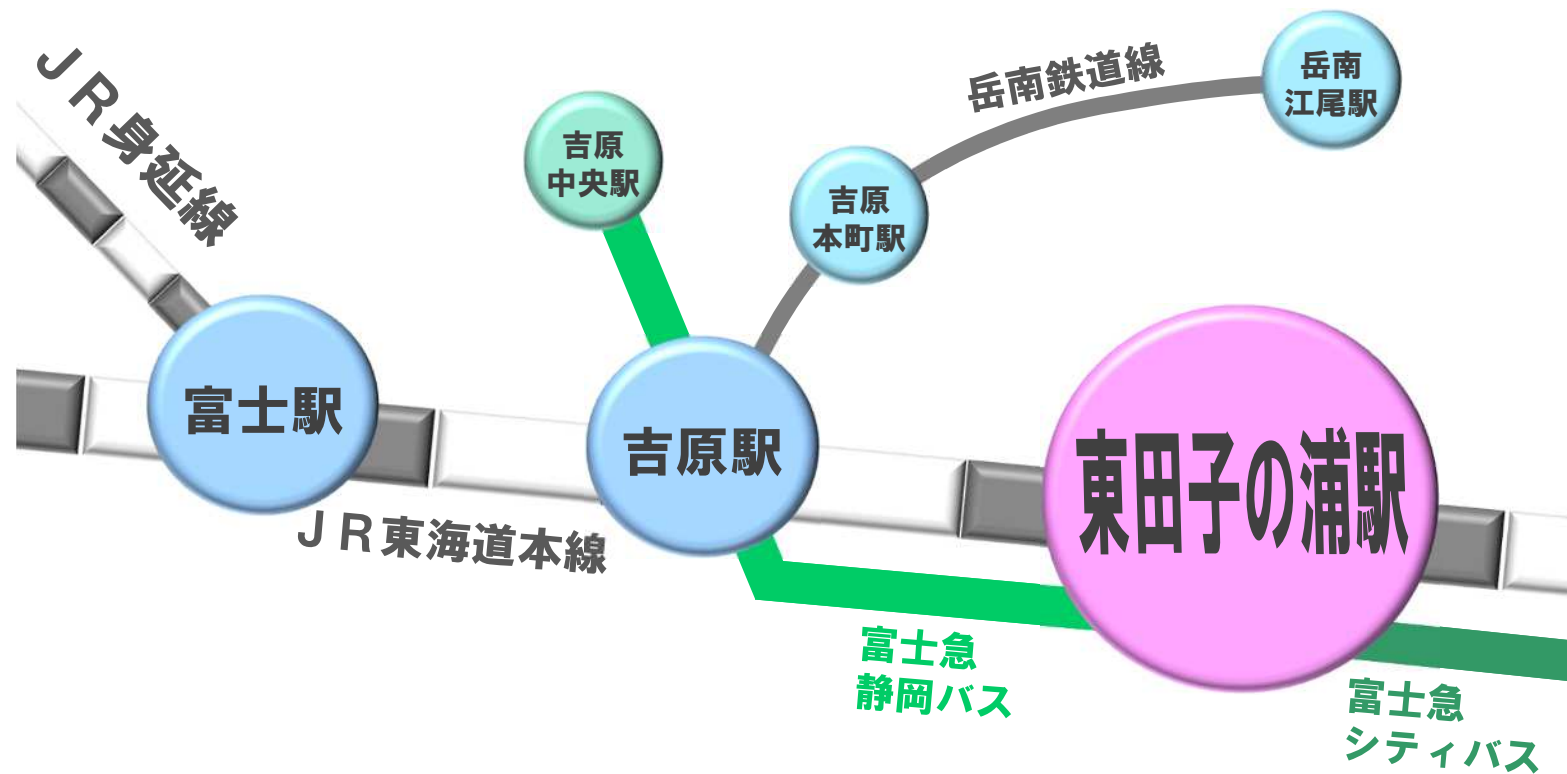 ＪＲ身延線
岳南鉄道線
岳南
江尾駅
吉原
中央駅
吉原
本町駅
富士駅
吉原駅
東田子の浦駅
ＪＲ東海道本線
富士急
静岡バス
富士急
シティバス